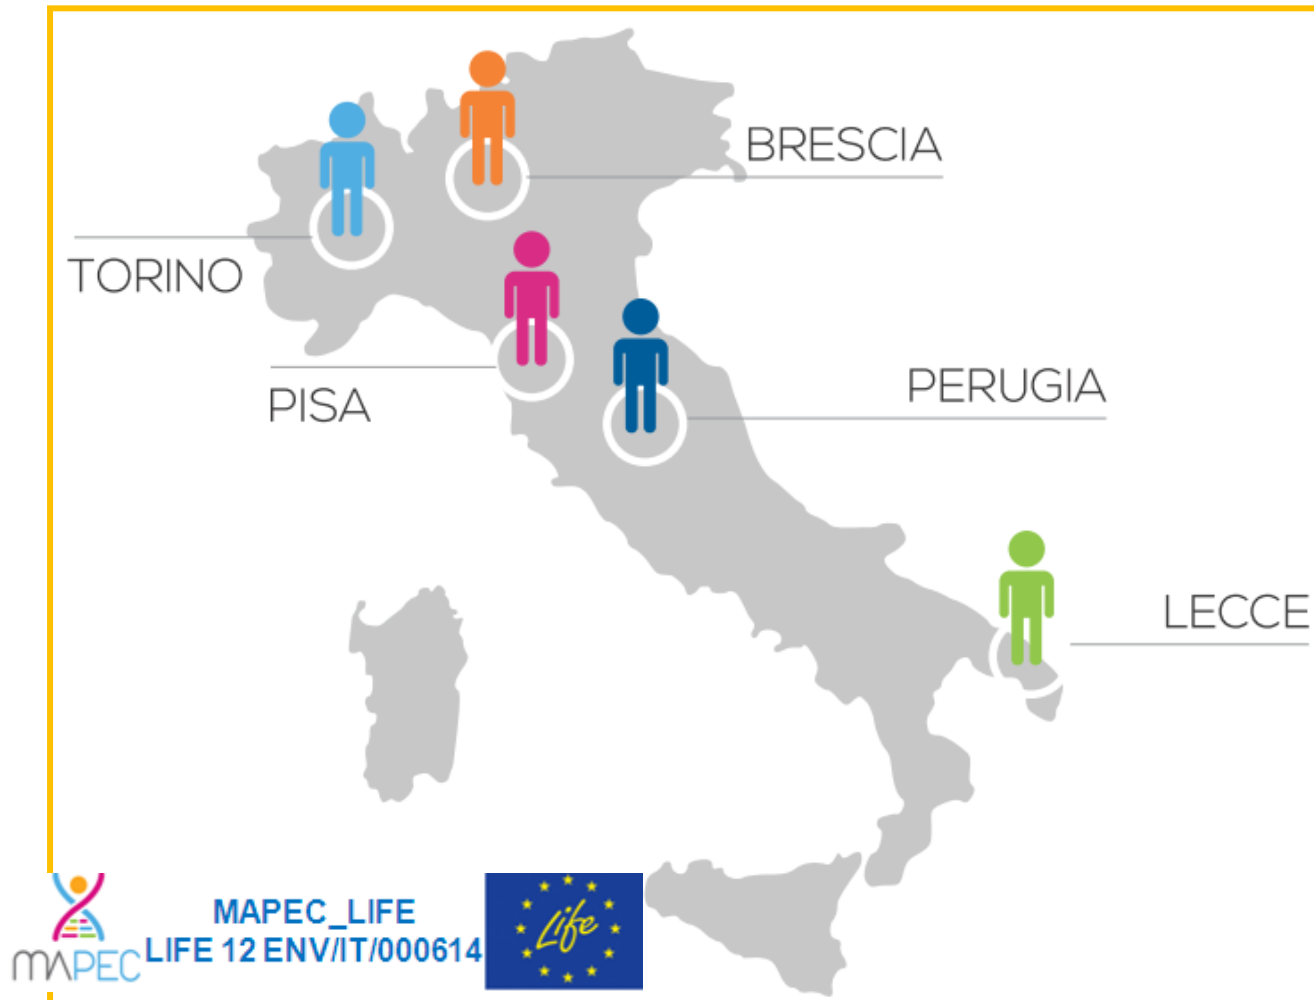 BRESCIA
TORINO
PISA
PERUGIA
LECCE
MAPEC
MAPEC_LIFE
LIFE 12 ENV/IT/000614
Life